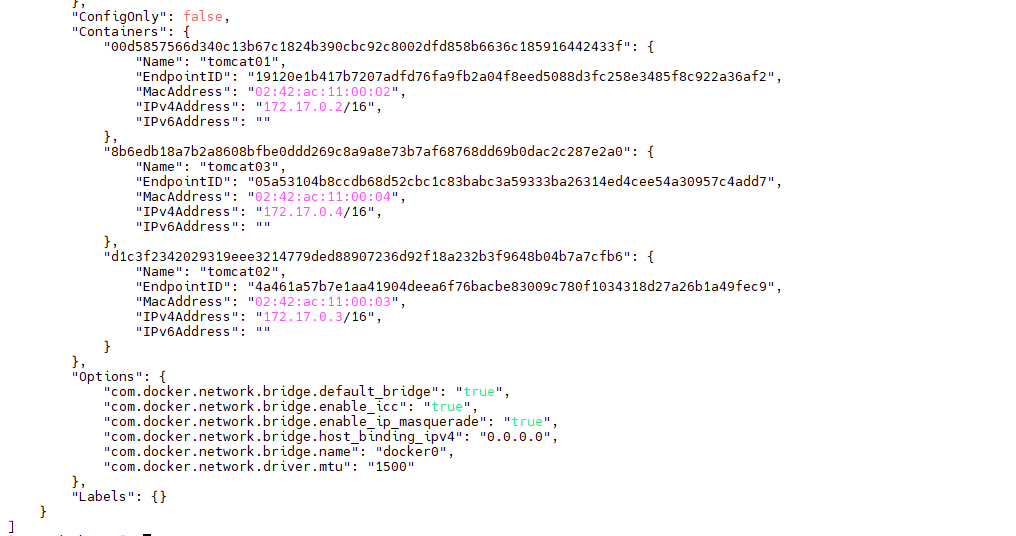 },
"ConfigOnly": false,
"Containers": {
"00d5857566d340c13b67c1824b390cbc92c8002dfd858b6636c185916442433f": {
"Name": "tomcat01",
"EndpointID": "19120e1b417b7207adfd76fa9fb2a04f8eed5088d3fc258e3485f8c922a36af2",
"MacAddress": "02:42:ac:11:00:02",
"IPv4Address": "172.17.0.2/16",
"IPv6Address": ""
},
"8b6edb18a7b2a8608bfbe0ddd269c8a9a8e73b7af68768dd69b0dac2c287e2a0": {
"Name": "tomcat03",
"EndpointID": "05a53104b8ccdb68d52cbc1c83babc3a59333ba26314ed4cee54a30957c4add7",
"MacAddress": "02:42:ac:11:00:04",
"IPv4Address": "172.17.0.4/16",
"IPv6Address": ""
},
"d1c3f2342029319eee3214779ded88907236d92f18a232b3f9648b04b7a7cfb6": {
"Name": "tomcat02",
"EndpointID": "4a461a57b7e1aa41904deea6f76bacbe83009c780f1034318d27a26b1a49fec9",
"MacAddress": "02:42:ac:11:00:03",
"IPv4Address": "172.17.0.3/16",
"IPv6Address": ""
}
},
"Options": {
"com.docker.network.bridge.default_bridge": "true",
"com.docker.network.bridge.enable_icc": "true",
"com.docker.network.bridge.enable_ip_masquerade": "true",
"com.docker.network.bridge.host_binding_ipv4": "0.0.0.0",
"com.docker.network.bridge.name": "docker0",
"com.docker.network.driver.mtu": "1500"
},
"Labels": {}
}
]